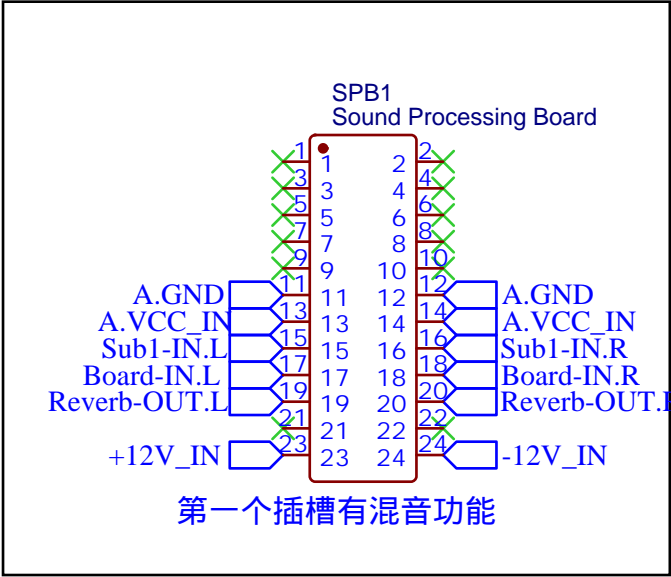 SPB1
Sound Processing Board
1 1 2 2
3 3 4 4
5 5 6 6
7 7 8 8
9 9 10 10
A.GND 11 11 12 12 A.GND
A.VCC_IN 13 13 14 14 A.VCC_IN
Sub1-IN.L 15 15 16 16 Sub1-IN.R
Board-IN.L 17 17 18 18 Board-IN.R
Reverb-OUT.L 19 19 20 20 Reverb-OUT.
21 21 22 22
+12V_IN 23 23 24 24 -12V_IN
第一个插槽有混音功能